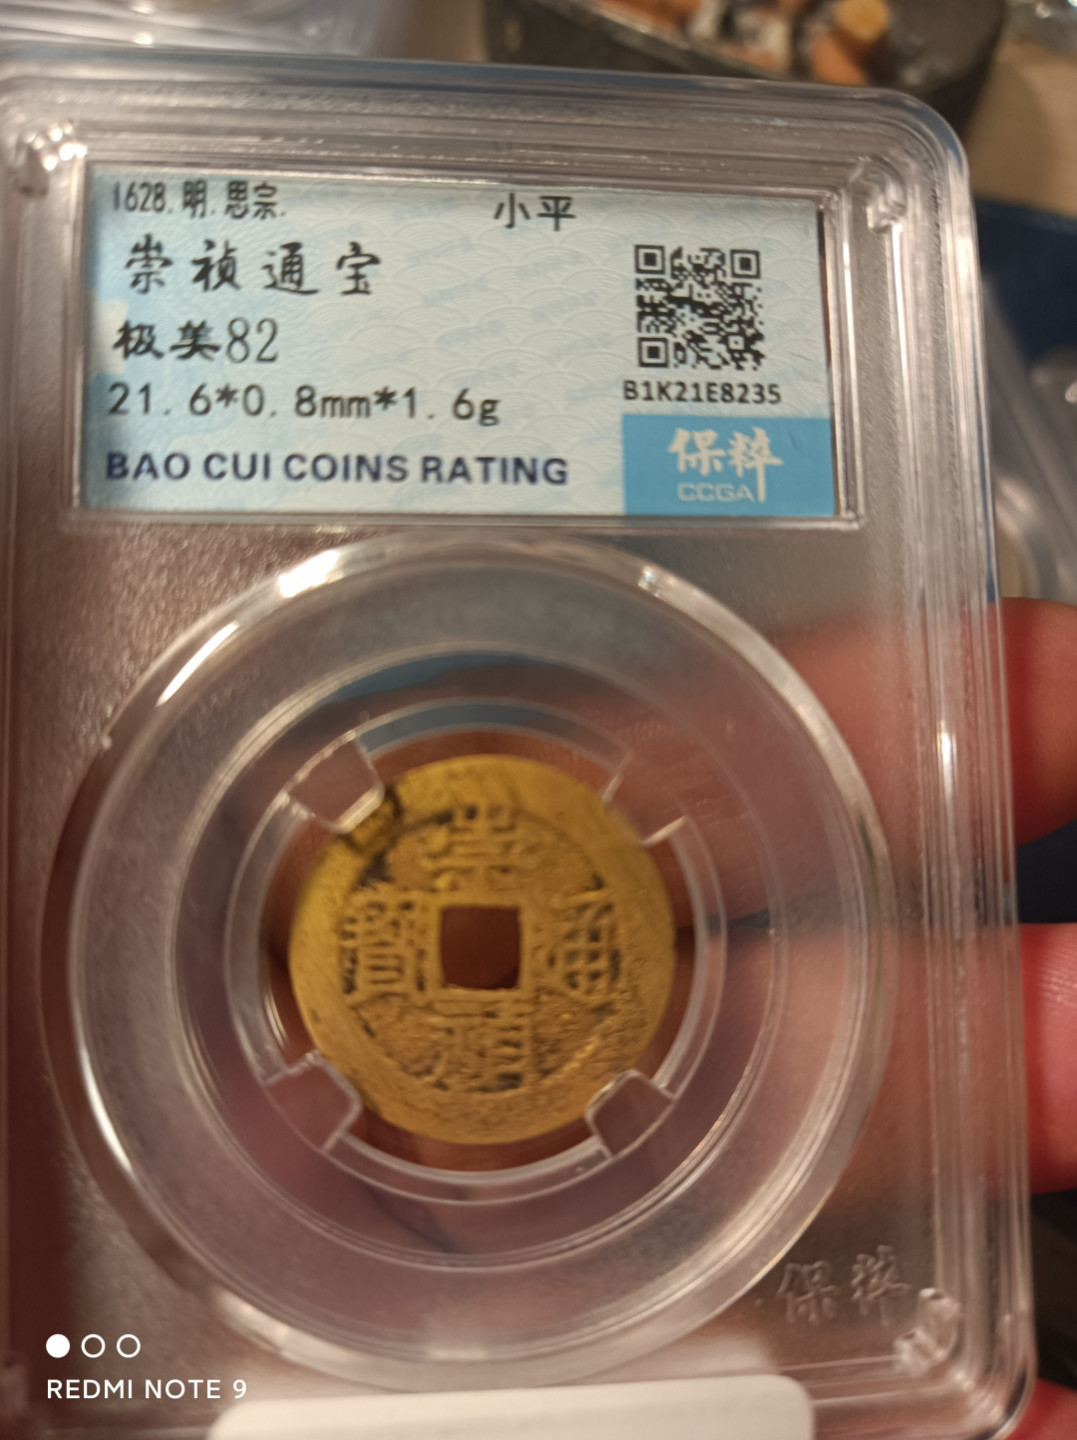 1628.明.思宗.
小平
崇祯通宝
极美82
21.6*0.8mm*1.6g
B1K21E8235
BAO CUI COINS RATING
保粹
CCGA
崇
寶 通
禎
保粹
REDMI NOTE 9